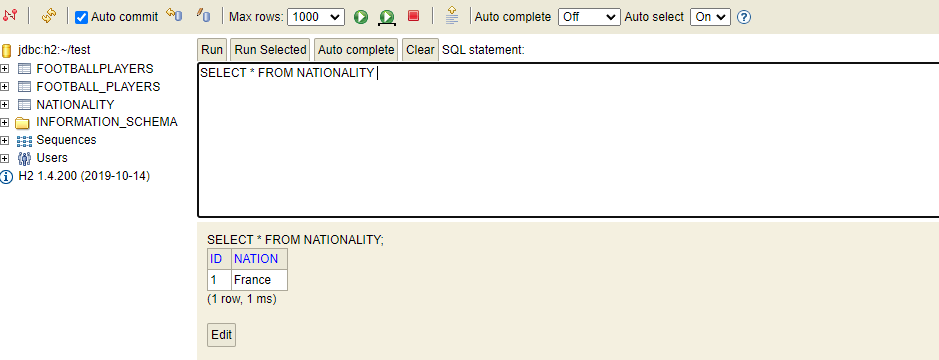 Auto commit Max rows: 1000 Auto complete Off Auto select On ?
jdbc:h2:~/test
FOOTBALLPLAYERS
FOOTBALL_PLAYERS
NATIONALITY
INFORMATION_SCHEMA
Sequences
Users
H2 1.4.200 (2019-10-14)
Run Run Selected Auto complete Clear SQL statement:
SELECT * FROM NATIONALITY
SELECT * FROM NATIONALITY;
ID NATION
1 France
(1 row, 1 ms)
Edit